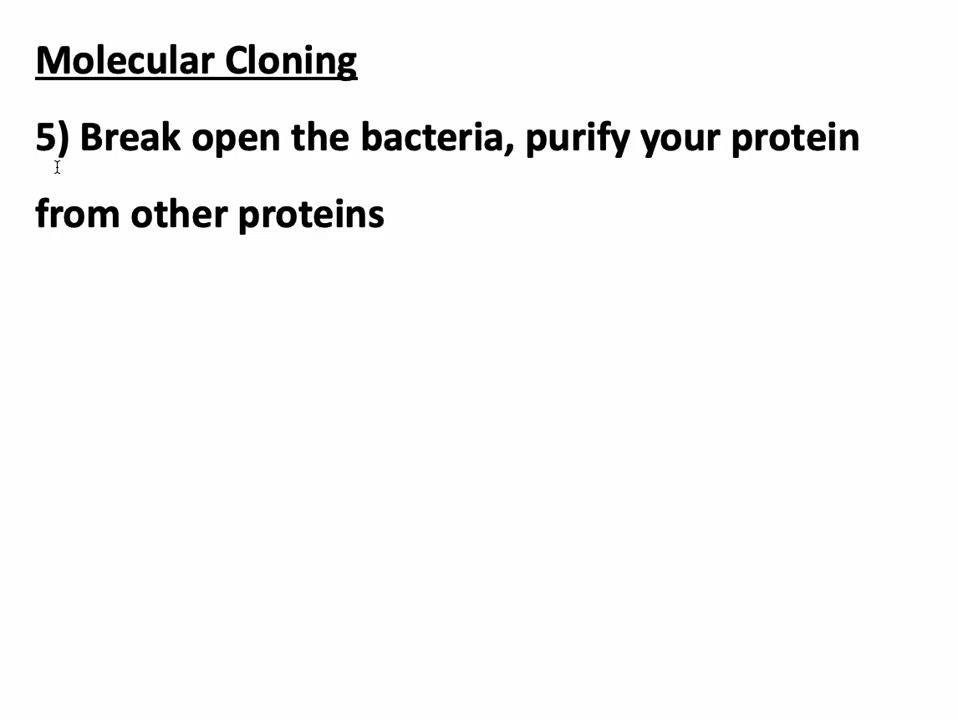 Molecular Cloning
5) Break open the bacteria, purify your protein
from other proteins